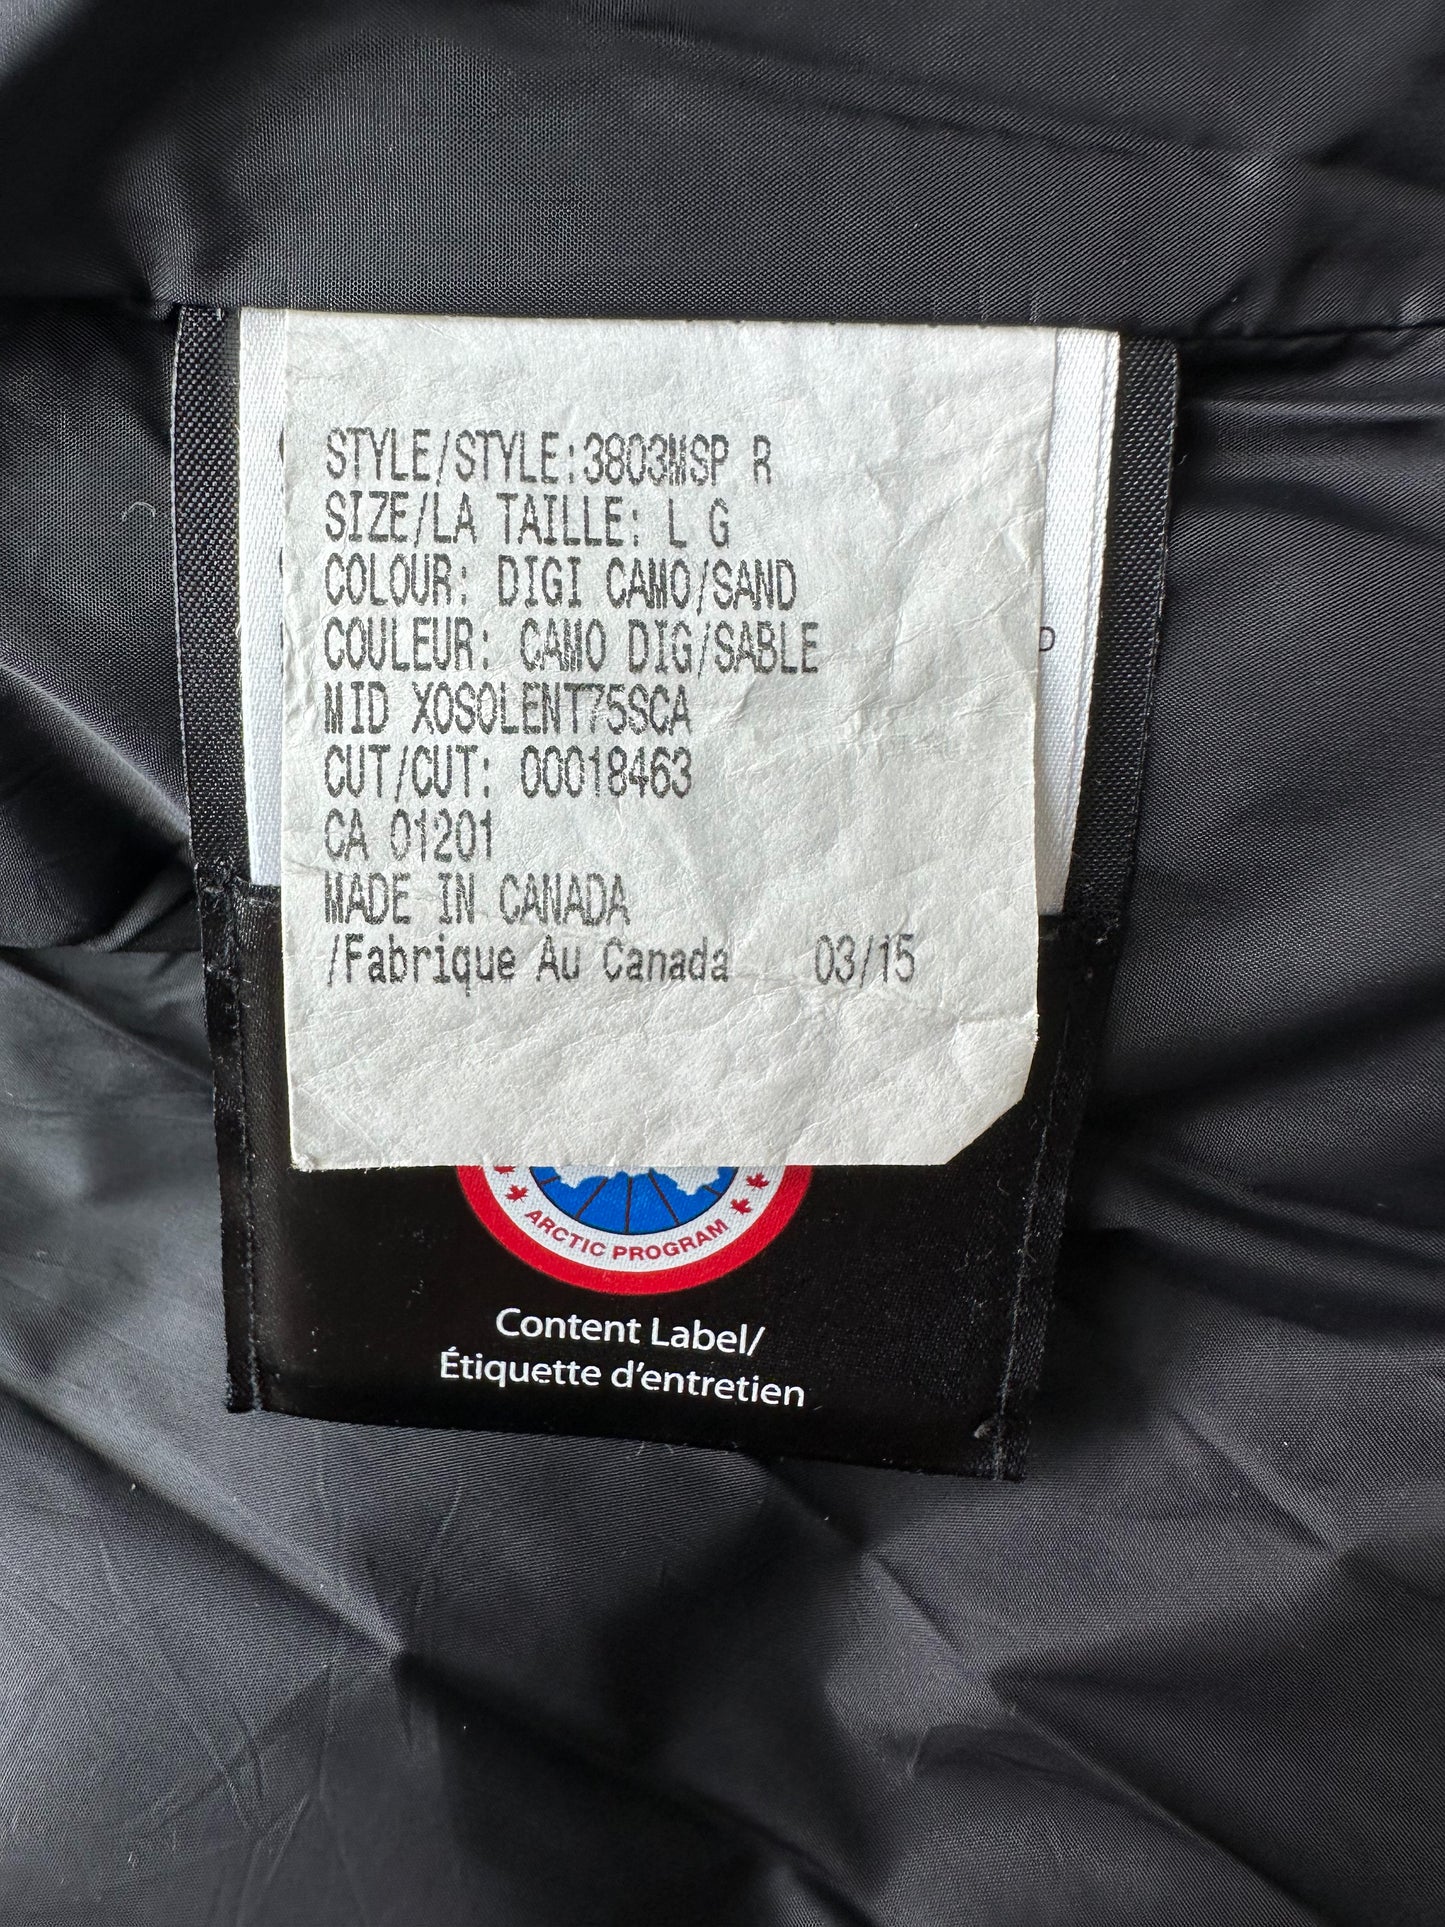 STYLE/STYLE:3803MSP R
SIZE/LA TAILLE: L G
COLOUR: DIGI CAMO/SAND
COULEUR: CAMO DIG/SABLE
MID XOSOLENT75SCA
CUT/CUT: 00018463
CA 01201
MADE IN CANADA
/Fabrique Au Canada 03/15
D
ARCTIC PROGRAM
Content Label/
Étiquette d'entretien